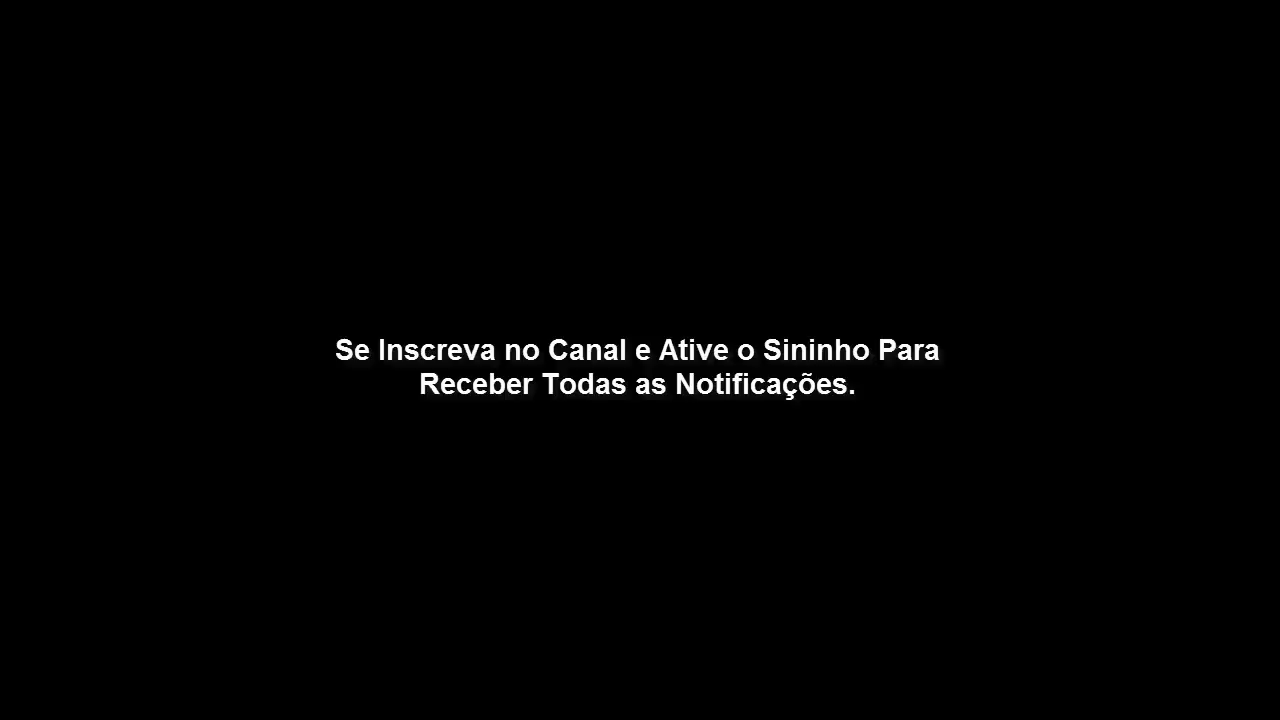 Se Inscreva no Canal e Ative o Sininho Para
Receber Todas as Notificações.